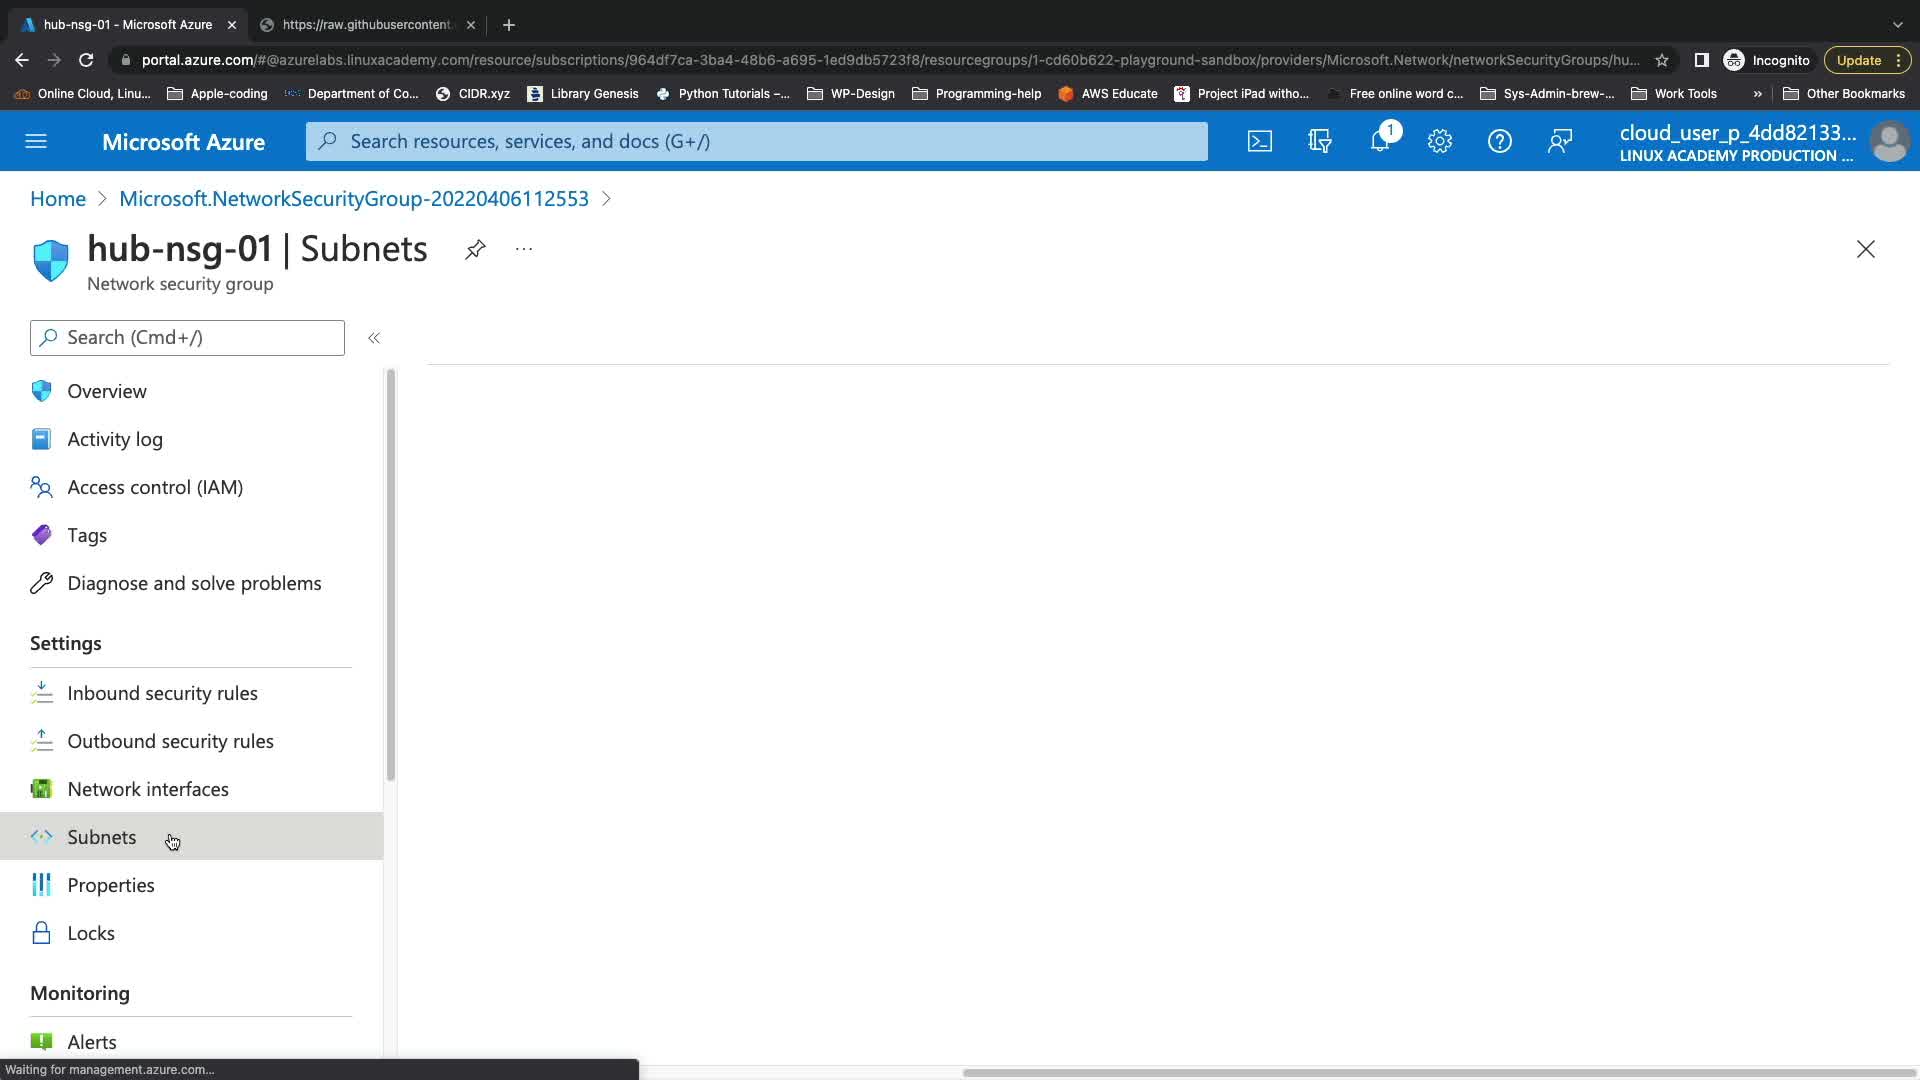 hub-nsg-01 - Microsoft Azure
https://raw.githubusercontent.
portal.azure.com/#@azurelabs.linuxacademy.com/resource/subscriptions/964df7ca-3ba4-48b6-a695-1ed9db5723f8/resourcegroups/1-cd60b622-playground-sandbox/providers/Microsoft.Network/networkSecurityGroups/hu... Incognito Update
Online Cloud, Linu... Apple-coding Department of Co... CIDR.xyz Library Genesis Python Tutorials –... WP-Design Programming-help AWS Educate Project iPad witho... Free online word c... Sys-Admin-brew-... Work Tools » Other Bookmarks
Microsoft Azure
Search resources, services, and docs (G+/)
1
cloud_user_p_4dd82133...
LINUX ACADEMY PRODUCTION ...
Home > Microsoft.NetworkSecurityGroup-20220406112553 >
hub-nsg-01 | Subnets ...
Network security group
Search (Cmd+/) «
Overview
Activity log
Access control (IAM)
Tags
Diagnose and solve problems
Settings
Inbound security rules
Outbound security rules
Network interfaces
Subnets
Properties
Locks
Monitoring
Alerts
Waiting for management.azure.com...